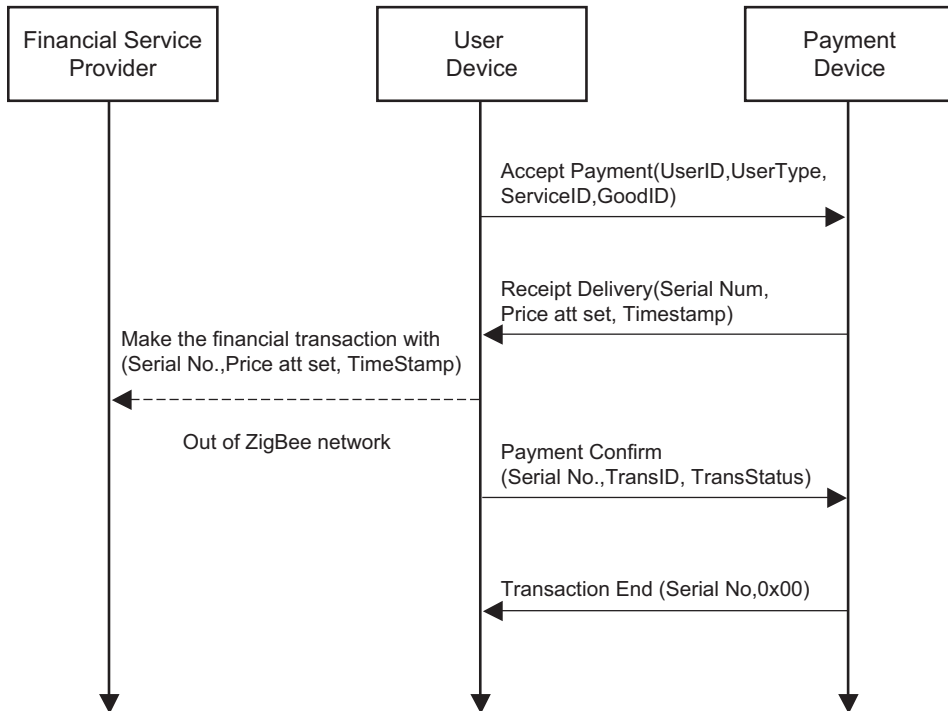 Financial Service
Provider
User
Device
Payment
Device
Accept Payment(UserID,UserType,
ServiceID,GoodID)
Receipt Delivery(Serial Num,
Price att set, Timestamp)
Make the financial transaction with
(Serial No.,Price att set, TimeStamp)
Out of ZigBee network
Payment Confirm
(Serial No.,TransID, TransStatus)
Transaction End (Serial No,0x00)